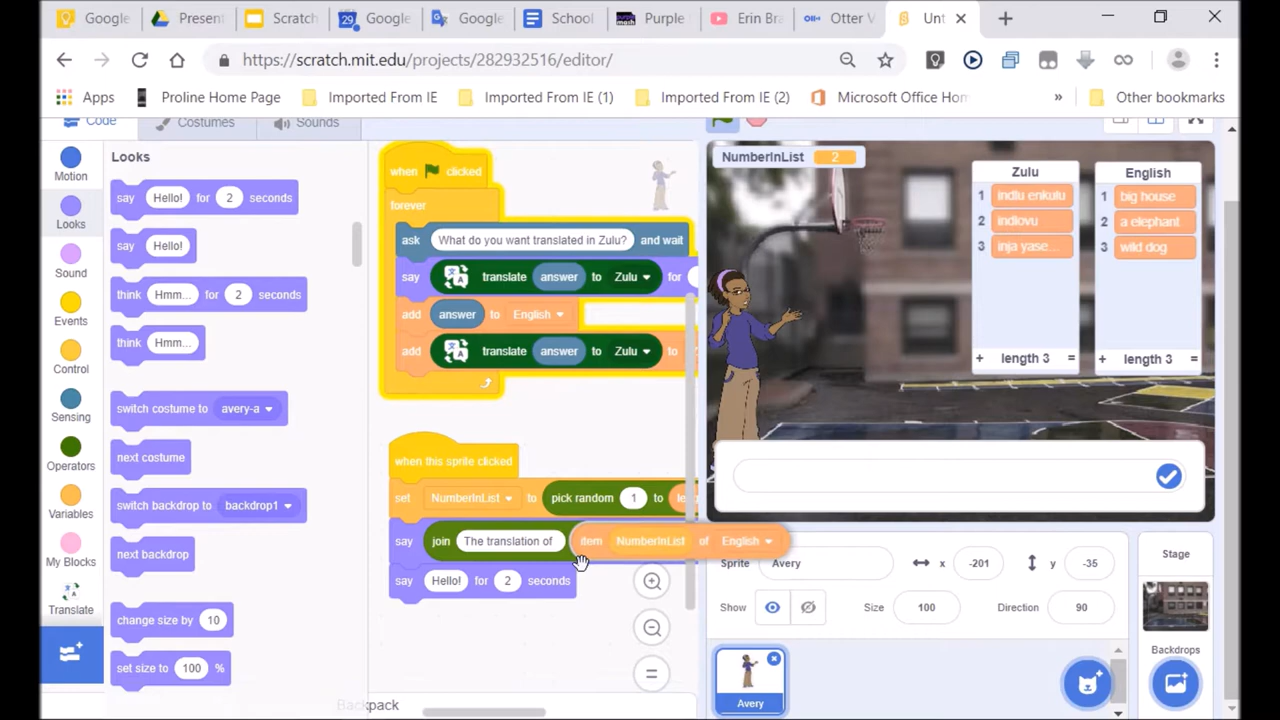 Google
Present
Scratch
29 Google
Google
School
Purple
Erin Bra
Otter V
Unt
https://scratch.mit.edu/projects/282932516/editor/
Apps
Proline Home Page
Imported From IE
Imported From IE (1)
Imported From IE (2)
Microsoft Office Hom
»
Other bookmarks
Code
Costumes
Sounds
Motion
Looks
Sound
Events
Control
Sensing
Operators
Variables
My Blocks
Translate
Looks
say Hello! for 2 seconds
say Hello!
think Hmm... for 2 seconds
think Hmm...
switch costume to avery-a
next costume
switch backdrop to backdrop1
next backdrop
change size by 10
set size to 100 %
Backpack
when clicked
forever
ask What do you want translated in Zulu? and wait
say translate answer to Zulu for
add answer to English
add translate answer to Zulu to
when this sprite clicked
set NumberInList to pick random 1 to
say join The translation of item NumberInList of English
say Hello! for 2 seconds
NumberInList 2
Zulu
1 indlu enkulu
2 indlovu
3 inja yase...
+ length 3 =
English
1 big house
2 a elephant
3 wild dog
+ length 3 =
Sprite Avery x -201 y -35
Show Size 100 Direction 90
Avery
Stage
Backdrops